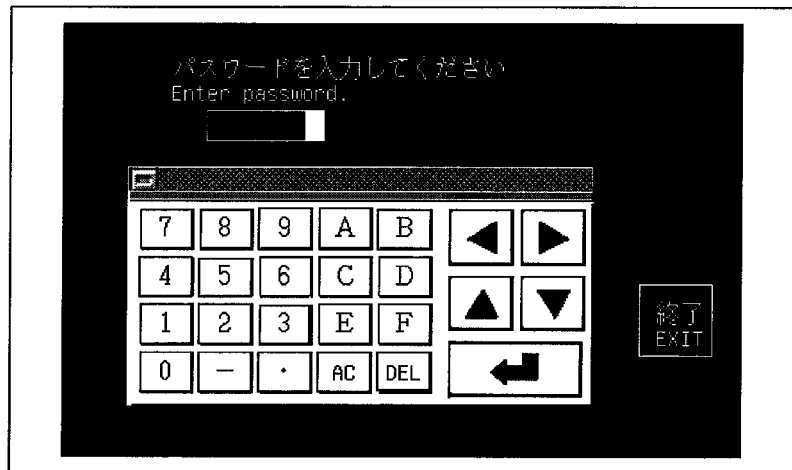 パスワードを入力してください
Enter password.
7 8 9 A B
4 5 6 C D
1 2 3 E F
0 - . AC DEL
終了
EXIT